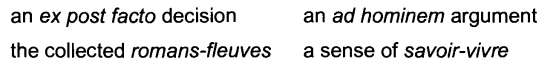 an ex post facto decision an ad hominem argument
the collected romans-fleuves a sense of savoir-vivre